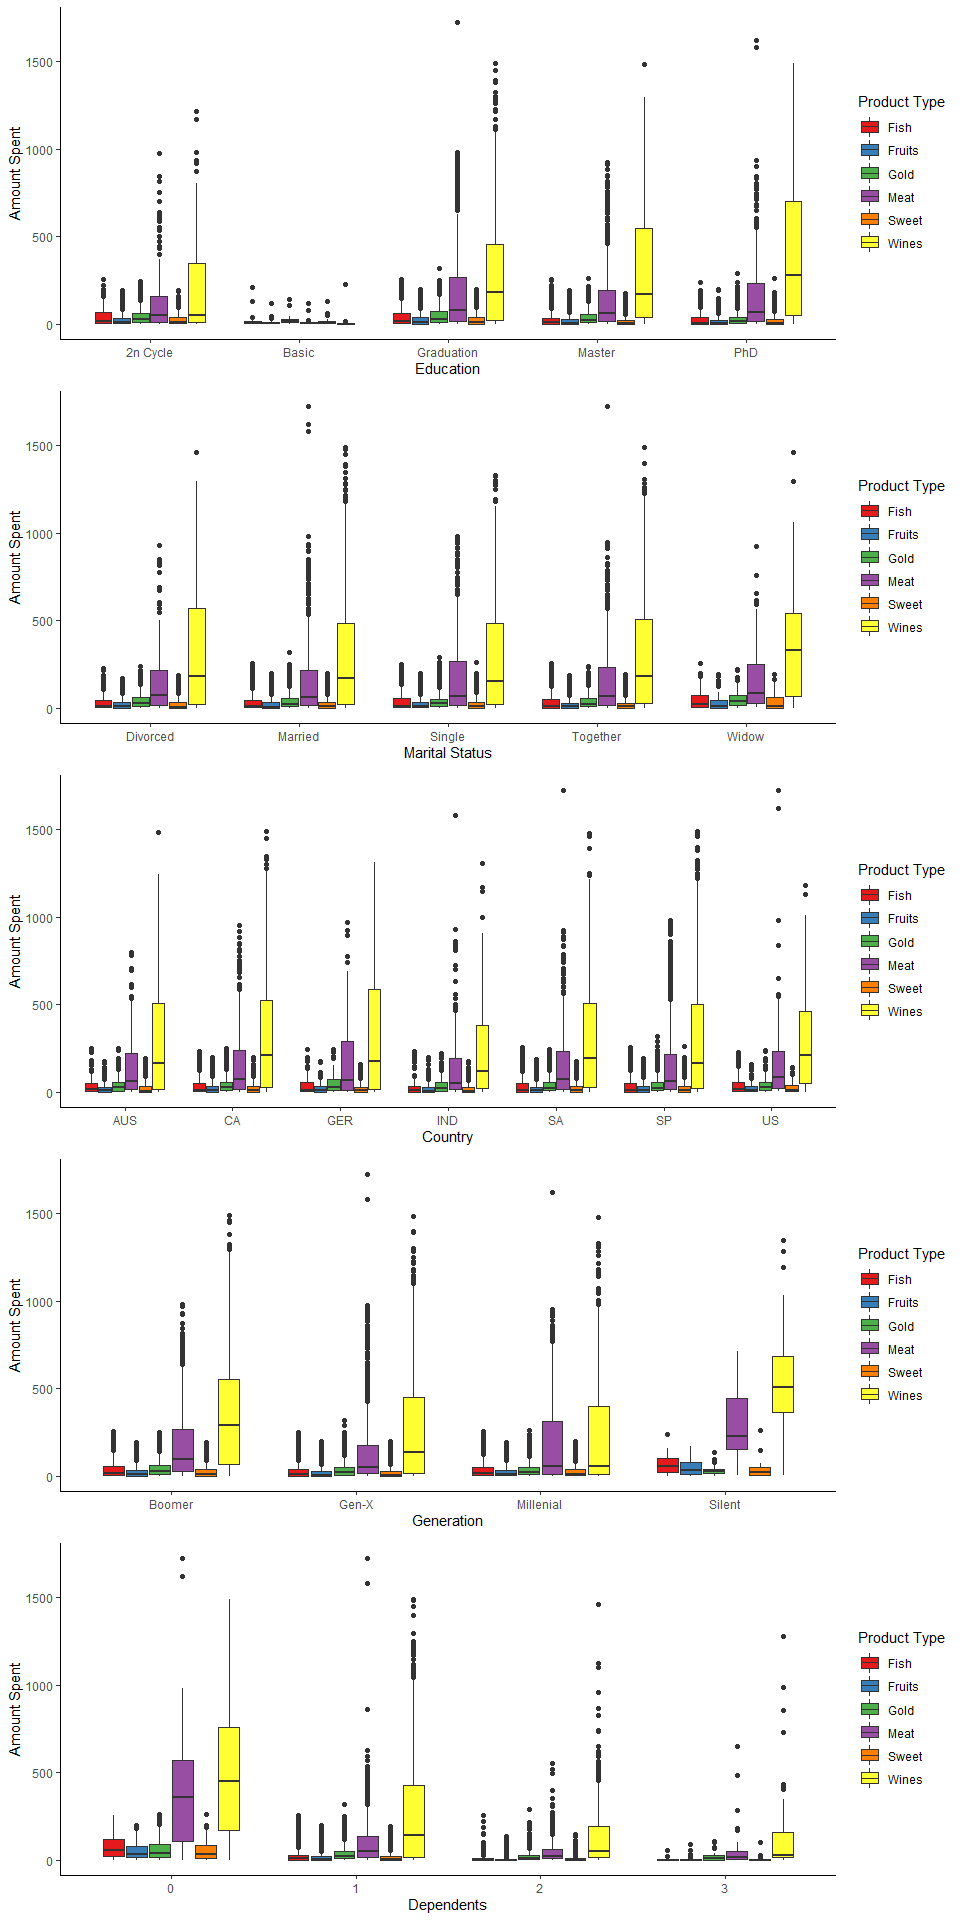 Amount Spent
1500
1000
500
0
2n Cycle Basic Graduation Master PhD
Education
Product Type
Fish
Fruits
Gold
Meat
Sweet
Wines
Amount Spent
1500
1000
500
0
Divorced Married Single Together Widow
Marital Status
Product Type
Fish
Fruits
Gold
Meat
Sweet
Wines
Amount Spent
1500
1000
500
0
AUS CA GER IND SA SP US
Country
Product Type
Fish
Fruits
Gold
Meat
Sweet
Wines
Amount Spent
1500
1000
500
0
Boomer Gen-X Millenial Silent
Generation
Product Type
Fish
Fruits
Gold
Meat
Sweet
Wines
Amount Spent
1500
1000
500
0
0 1 2 3
Dependents
Product Type
Fish
Fruits
Gold
Meat
Sweet
Wines